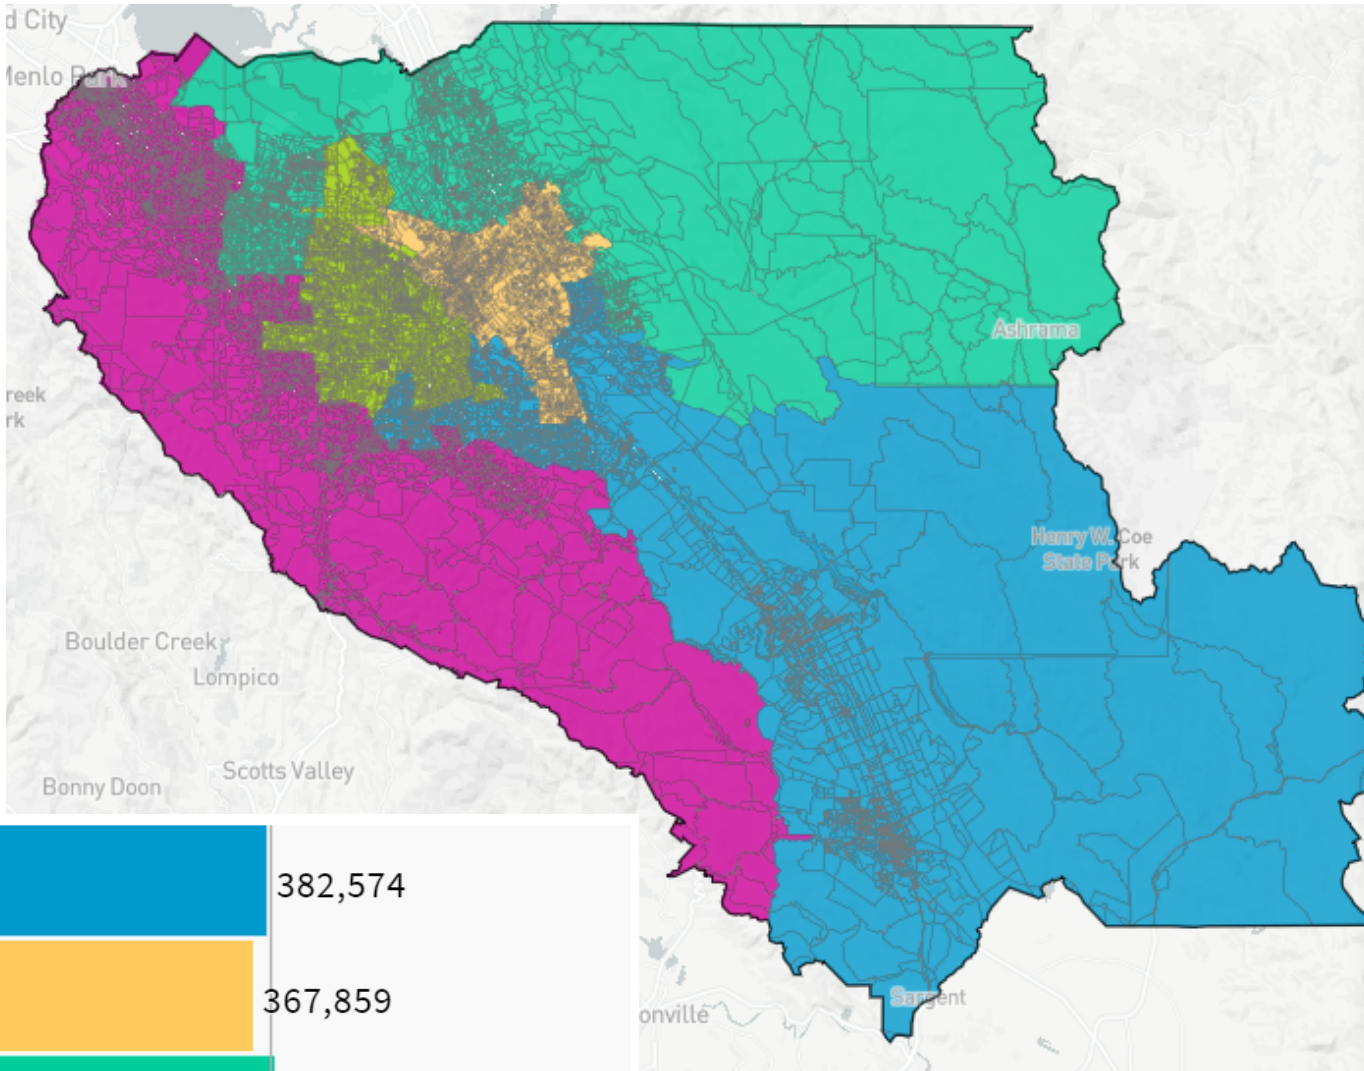 d City
Menlo Park
Ashrama
reek
rk
Henry W. Coe
State Park
Boulder Creek
Lompico
Scotts Valley
Bonny Doon
382,574
367,859
Sargent
onville